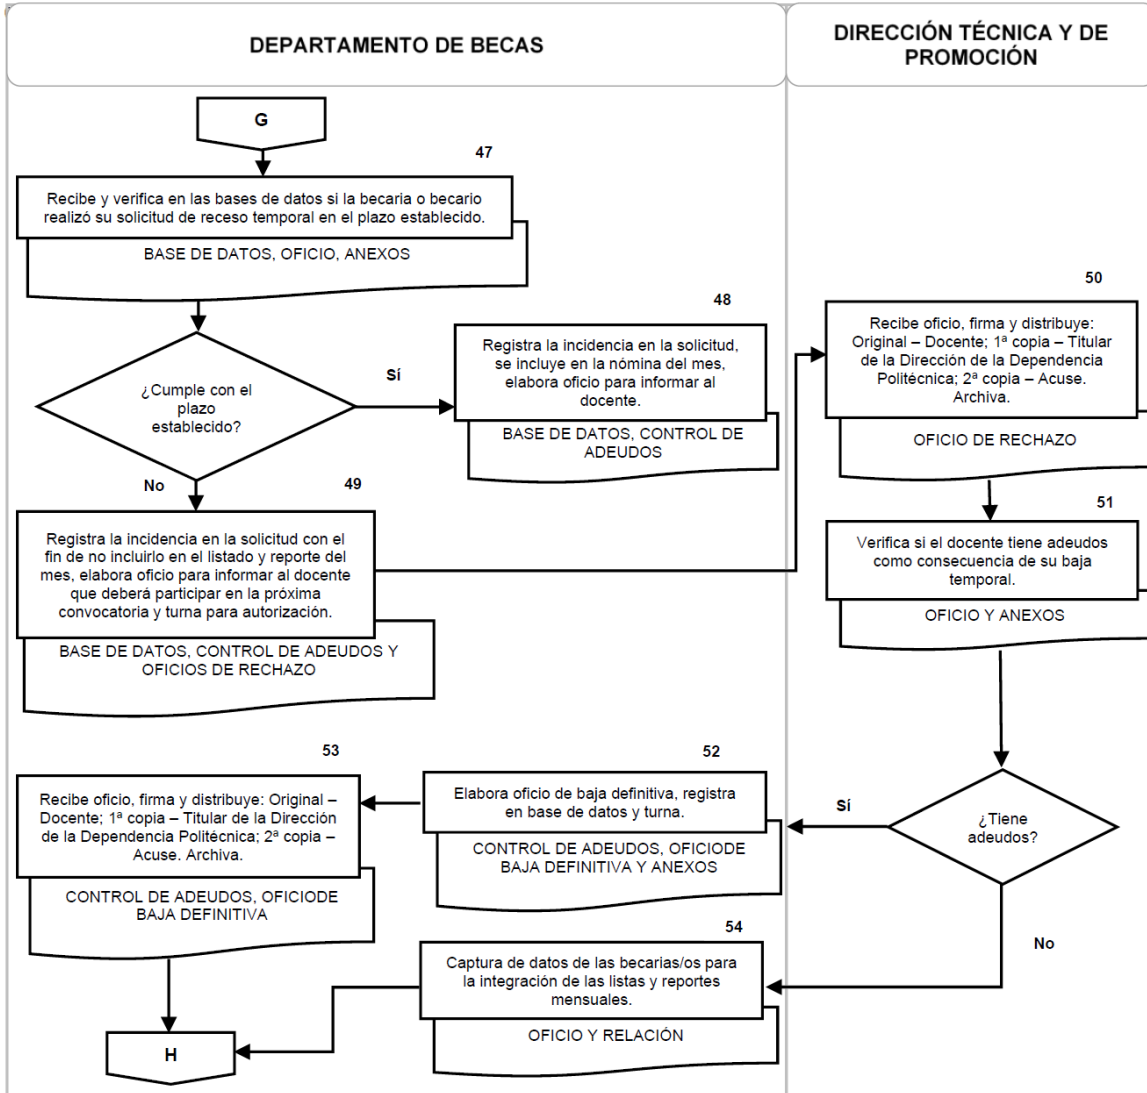 DEPARTAMENTO DE BECAS
DIRECCIÓN TÉCNICA Y DE
PROMOCIÓN
G
47
Recibe y verifica en las bases de datos si la becaria o becario
realizó su solicitud de receso temporal en el plazo establecido.
BASE DE DATOS, OFICIO, ANEXOS
¿Cumple con el
plazo
establecido?
Sí
48
Registra la incidencia en la solicitud,
se incluye en la nómina del mes,
elabora oficio para informar al
docente.
BASE DE DATOS, CONTROL DE
ADEUDOS
No
49
Registra la incidencia en la solicitud con el
fin de no incluirlo en el listado y reporte del
mes, elabora oficio para informar al docente
que deberá participar en la próxima
convocatoria y turna para autorización.
BASE DE DATOS, CONTROL DE ADEUDOS Y
OFICIOS DE RECHAZO
50
Recibe oficio, firma y distribuye:
Original – Docente; 1ª copia – Titular
de la Dirección de la Dependencia
Politécnica; 2ª copia – Acuse.
Archiva.
OFICIO DE RECHAZO
51
Verifica si el docente tiene adeudos
como consecuencia de su baja
temporal.
OFICIO Y ANEXOS
¿Tiene
adeudos?
Sí
52
Elabora oficio de baja definitiva, registra
en base de datos y turna.
CONTROL DE ADEUDOS, OFICIODE
BAJA DEFINITIVA Y ANEXOS
53
Recibe oficio, firma y distribuye: Original –
Docente; 1ª copia – Titular de la Dirección
de la Dependencia Politécnica; 2ª copia –
Acuse. Archiva.
CONTROL DE ADEUDOS, OFICIODE
BAJA DEFINITIVA
No
54
Captura de datos de las becarias/os para
la integración de las listas y reportes
mensuales.
OFICIO Y RELACIÓN
H